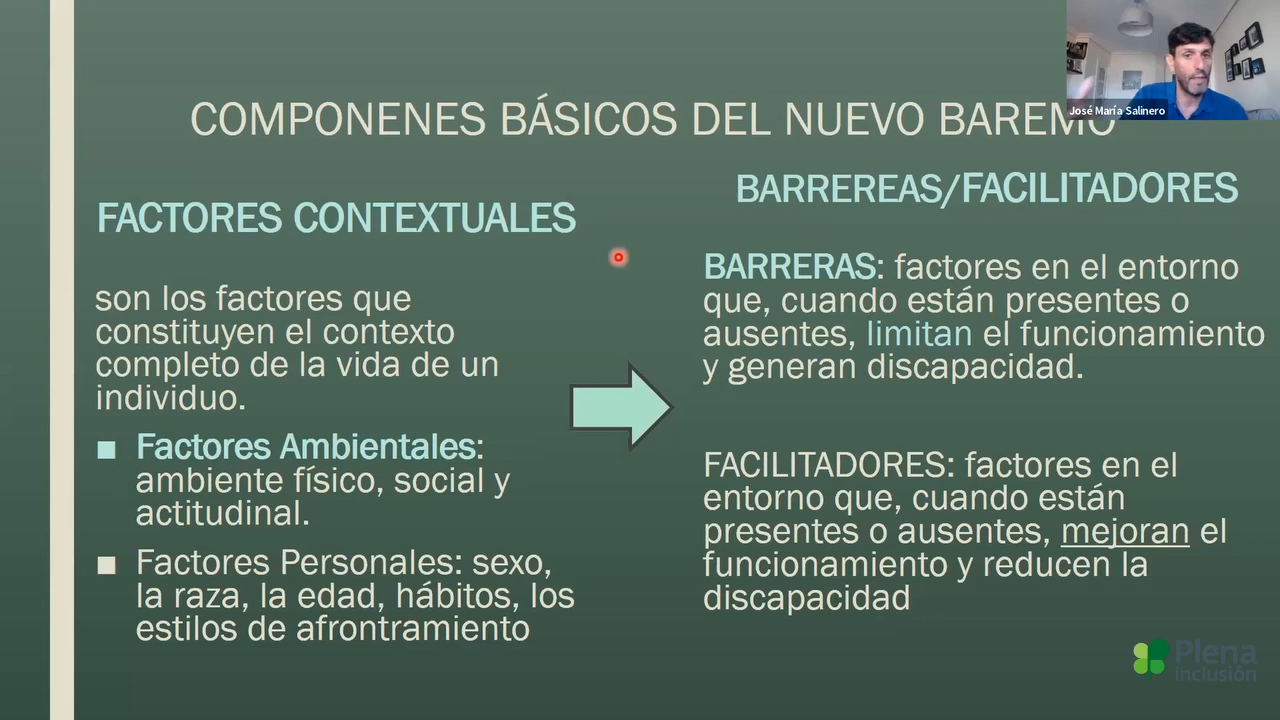 COMPONENES BÁSICOS DEL NUEVO BAREMO
José María Salinero
FACTORES CONTEXTUALES
son los factores que
constituyen el contexto
completo de la vida de un
individuo.
■ Factores Ambientales:
ambiente físico, social y
actitudinal.
■ Factores Personales: sexo,
la raza, la edad, hábitos, los
estilos de afrontramiento
BARREREAS/FACILITADORES
BARRERAS: factores en el entorno
que, cuando están presentes o
ausentes, limitan el funcionamiento
y generan discapacidad.
FACILITADORES: factores en el
entorno que, cuando están
presentes o ausentes, mejoran el
funcionamiento y reducen la
discapacidad
Plena
inclusión